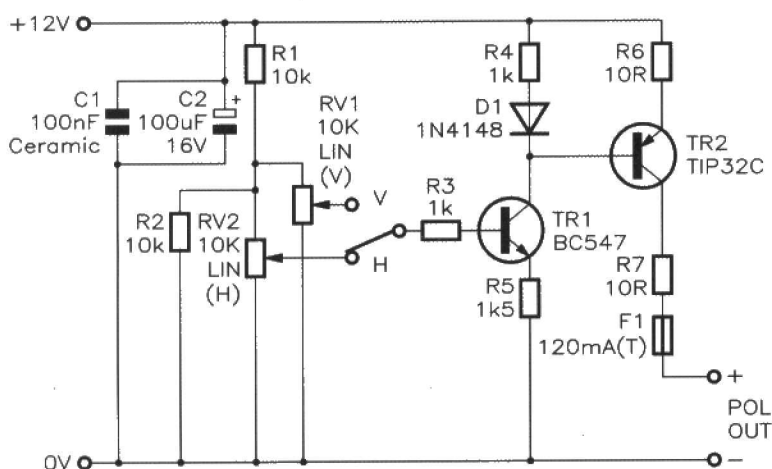 +12V
R1
10k
R4
1k
R6
10R
C1
100nF
Ceramic
C2
+
100uF
16V
RV1
10K
LIN
(V)
D1
1N4148
TR2
TIP32C
V
R3
1k
R2
10k
RV2
10K
LIN
(H)
H
TR1
BC547
R5
1k5
R7
10R
F1
120mA(T)
+
POL
OUT
0V
−